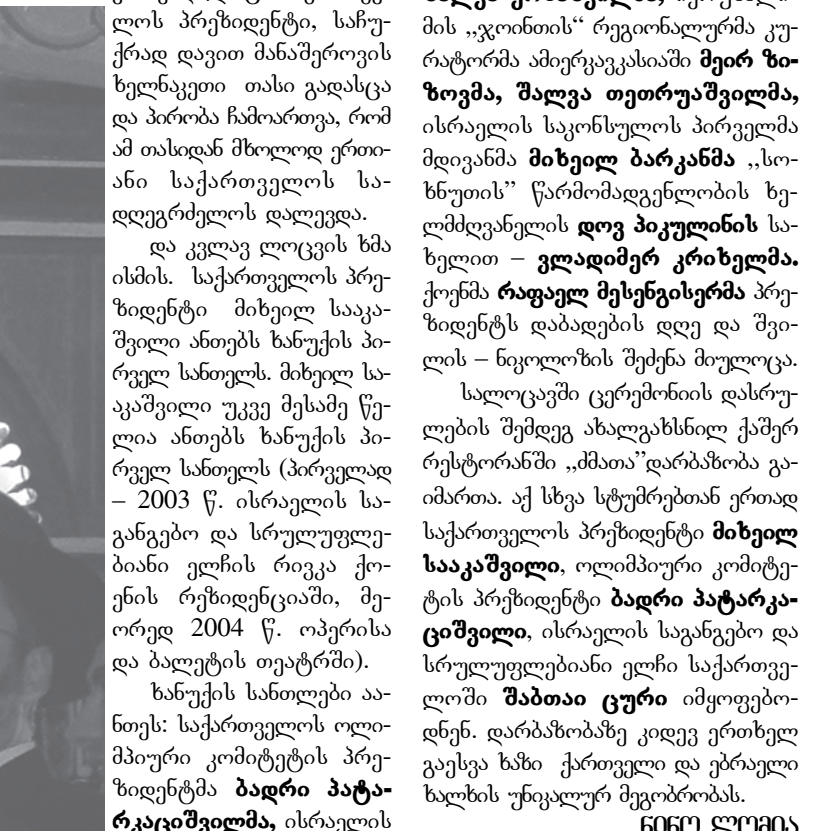 ლოს პრეზიდენტი, საჩუ-
ქრად დავით მანაშეროვის
ხელნაკეთი თასი გადასცა
და პირობა ჩამოართვა, რომ
ამ თასიდან მხოლოდ ერთი-
ანი საქართველოს სა-
დღეგრძელოს დალევდა.
და კვლავ ლოცვის ხმა
ისმის. საქართველოს პრე-
ზიდენტი მიხეილ სააკა-
შვილი ანთებს ხანუქის პი-
რველ სანთელს. მიხეილ სა-
აკაშვილი უკვე მესამე წე-
ლია ანთებს ხანუქის პი-
რველ სანთელს (პირველად
– 2003 წ. ისრაელის სა-
განგებო და სრულუფლე-
ბიანი ელჩის რივკა ქო-
ენის რეზიდენციაში, მე-
ორედ 2004 წ. ოპერისა
და ბალეტის თეატრში).
ხანუქის სანთლები აა-
ნთეს: საქართველოს ოლი-
მპიური კომიტეტის პრე-
ზიდენტმა ბადრი პატა-
რკაციშვილმა, ისრაელის
მის ,,ჯოინთის“ რეგიონალურმა კუ-
რატორმა ამიერკავკასიაში მეირ ზი-
ზოვმა, შალვა თეთრუაშვილმა,
ისრაელის საკონსულოს პირველმა
მდივანმა მიხეილ ბარკანმა ,,სო-
ხნუთის” წარმომადგენლობის ხე-
ლმძღვანელის დოვ პიკულინის სა-
ხელით – ვლადიმერ კრიხელმა.
ქოენმა რაფაელ მესენგისერმა პრე-
ზიდენტს დაბადების დღე და შვი-
ლის – ნიკოლოზის შეძენა მიულოცა.
სალოცავში ცერემონიის დასრუ-
ლების შემდეგ ახალგახსნილ ქაშერ
რესტორანში ,,ძმათა”დარბაზობა გა-
იმართა. აქ სხვა სტუმრებთან ერთად
საქართველოს პრეზიდენტი მიხეილ
სააკაშვილი, ოლიმპიური კომიტე-
ტის პრეზიდენტი ბადრი პატარკა-
ციშვილი, ისრაელის საგანგებო და
სრულუფლებიანი ელჩი საქართვე-
ლოში შაბთაი ცური იმყოფებო-
დნენ. დარბაზობაზე კიდევ ერთხელ
გაესვა ხაზი ქართველი და ებრაელი
ხალხის უნიკალურ მეგობრობას.
ნინო ლომია